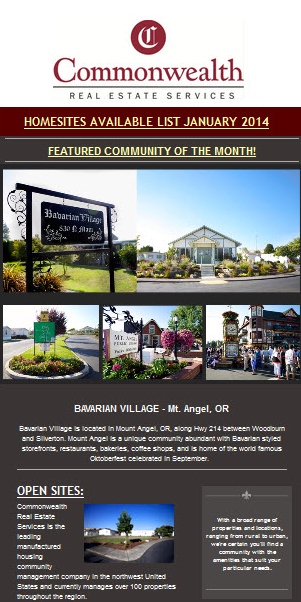 C
Commonwealth
REAL ESTATE SERVICES
HOMESITES AVAILABLE LIST JANUARY 2014
FEATURED COMMUNITY OF THE MONTH!
Bavarian Village
530 N Main
MT. ANGEL
BAVARIAN VILLAGE - Mt. Angel, OR
Bavarian Village is located in Mount Angel, OR, along Hwy 214 between Woodburn
and Silverton. Mount Angel is a unique community abundant with Bavarian styled
storefronts, restaurants, bakeries, coffee shops, and is home of the world famous
Oktoberfest celebrated in September.
OPEN SITES:
Commonwealth
Real Estate
Services is the
leading
manufactured
housing
community
management company in the northwest United
States and currently manages over 100 properties
throughout the region.
With a broad range of
properties and locations,
ranging from rural to urban,
we're certain you'll find a
community with the
amenities that suit your
particular needs.